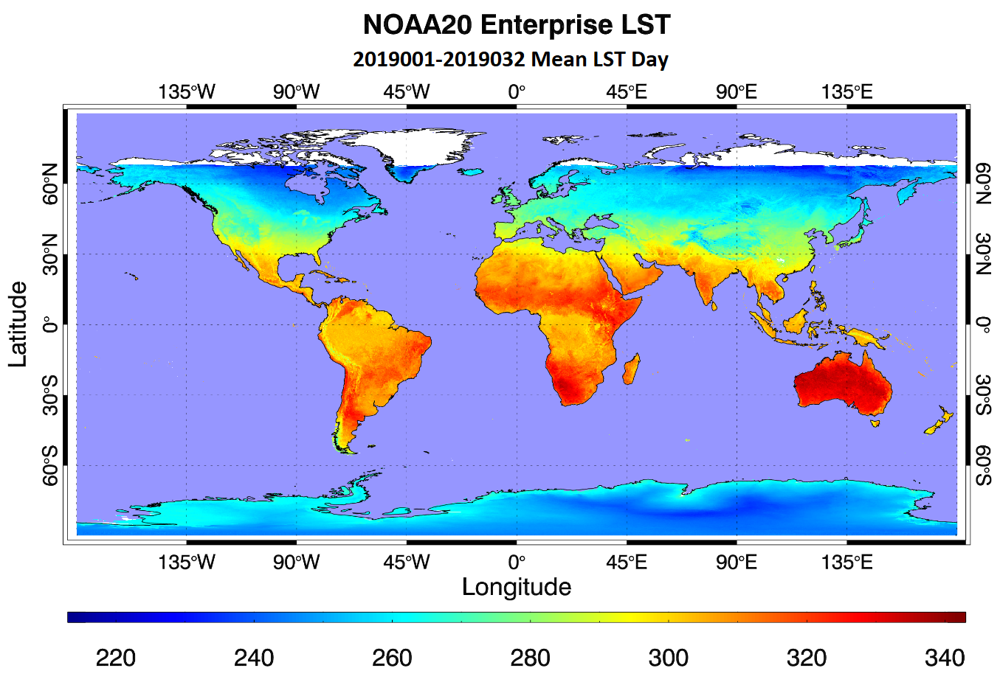 NOAA20 Enterprise LST
2019001-2019032 Mean LST Day
135°W 90°W 45°W 0° 45°E 90°E 135°E
60°N 60°N
30°N 30°N
Latitude
0° 0°
30°S 30°S
60°S 60°S
135°W 90°W 45°W 0° 45°E 90°E 135°E
Longitude
220 240 260 280 300 320 340